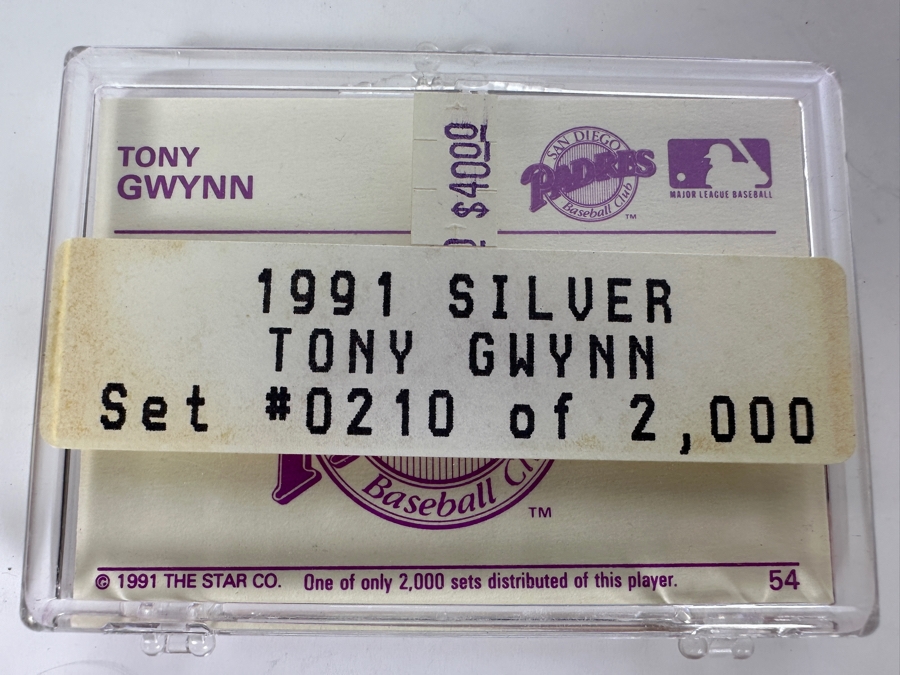 TONY
GWYNN
$4000
SAN DIEGO
PADRES
Baseball Club
TM
MAJOR LEAGUE BASEBALL
1991 SILVER
TONY GWYNN
Set #0210 of 2,000
Baseball
TM
© 1991 THE STAR CO. One of only 2,000 sets distributed of this player. 54